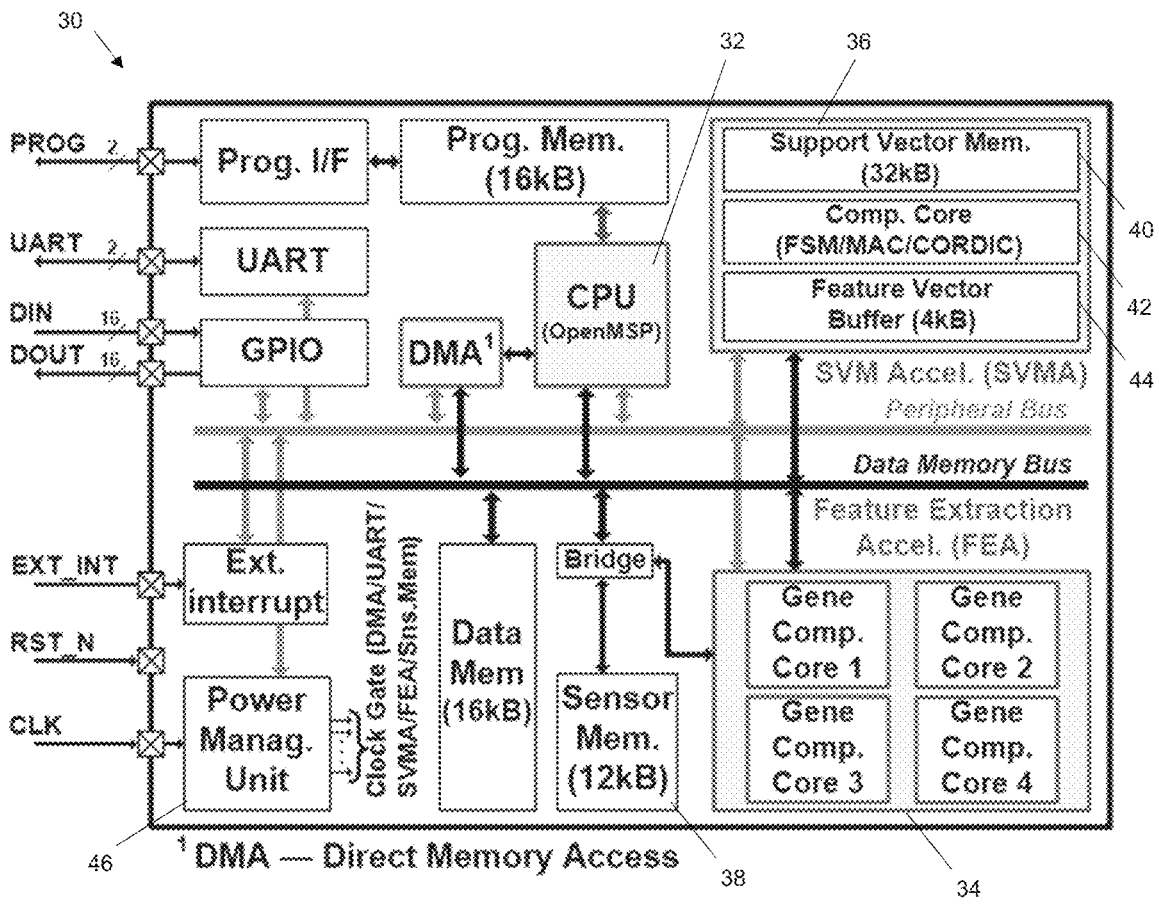 30
32
36
PROG 2
Prog. I/F
Prog. Mem.
(16kB)
Support Vector Mem.
(32kB)
40
UART 2
UART
CPU
(OpenMSP)
Comp. Core
(FSM/MAC/CORDIC)
42
DIN 16
DOUT 16
GPIO
DMA1
Feature Vector
Buffer (4kB)
44
SVM Accel. (SVMA)
Peripheral Bus
Data Memory Bus
Feature Extraction
Accel. (FEA)
EXT_INT
Ext.
interrupt
RST_N
CLK
Power
Manag.
Unit
46
Clock Gate (DMA/UART/
SVMA/FEA/Sns.Mem)
Data
Mem
(16kB)
Bridge
Sensor
Mem.
(12kB)
38
Gene
Comp.
Core 1
Gene
Comp.
Core 2
Gene
Comp.
Core 3
Gene
Comp.
Core 4
34
1 DMA — Direct Memory Access